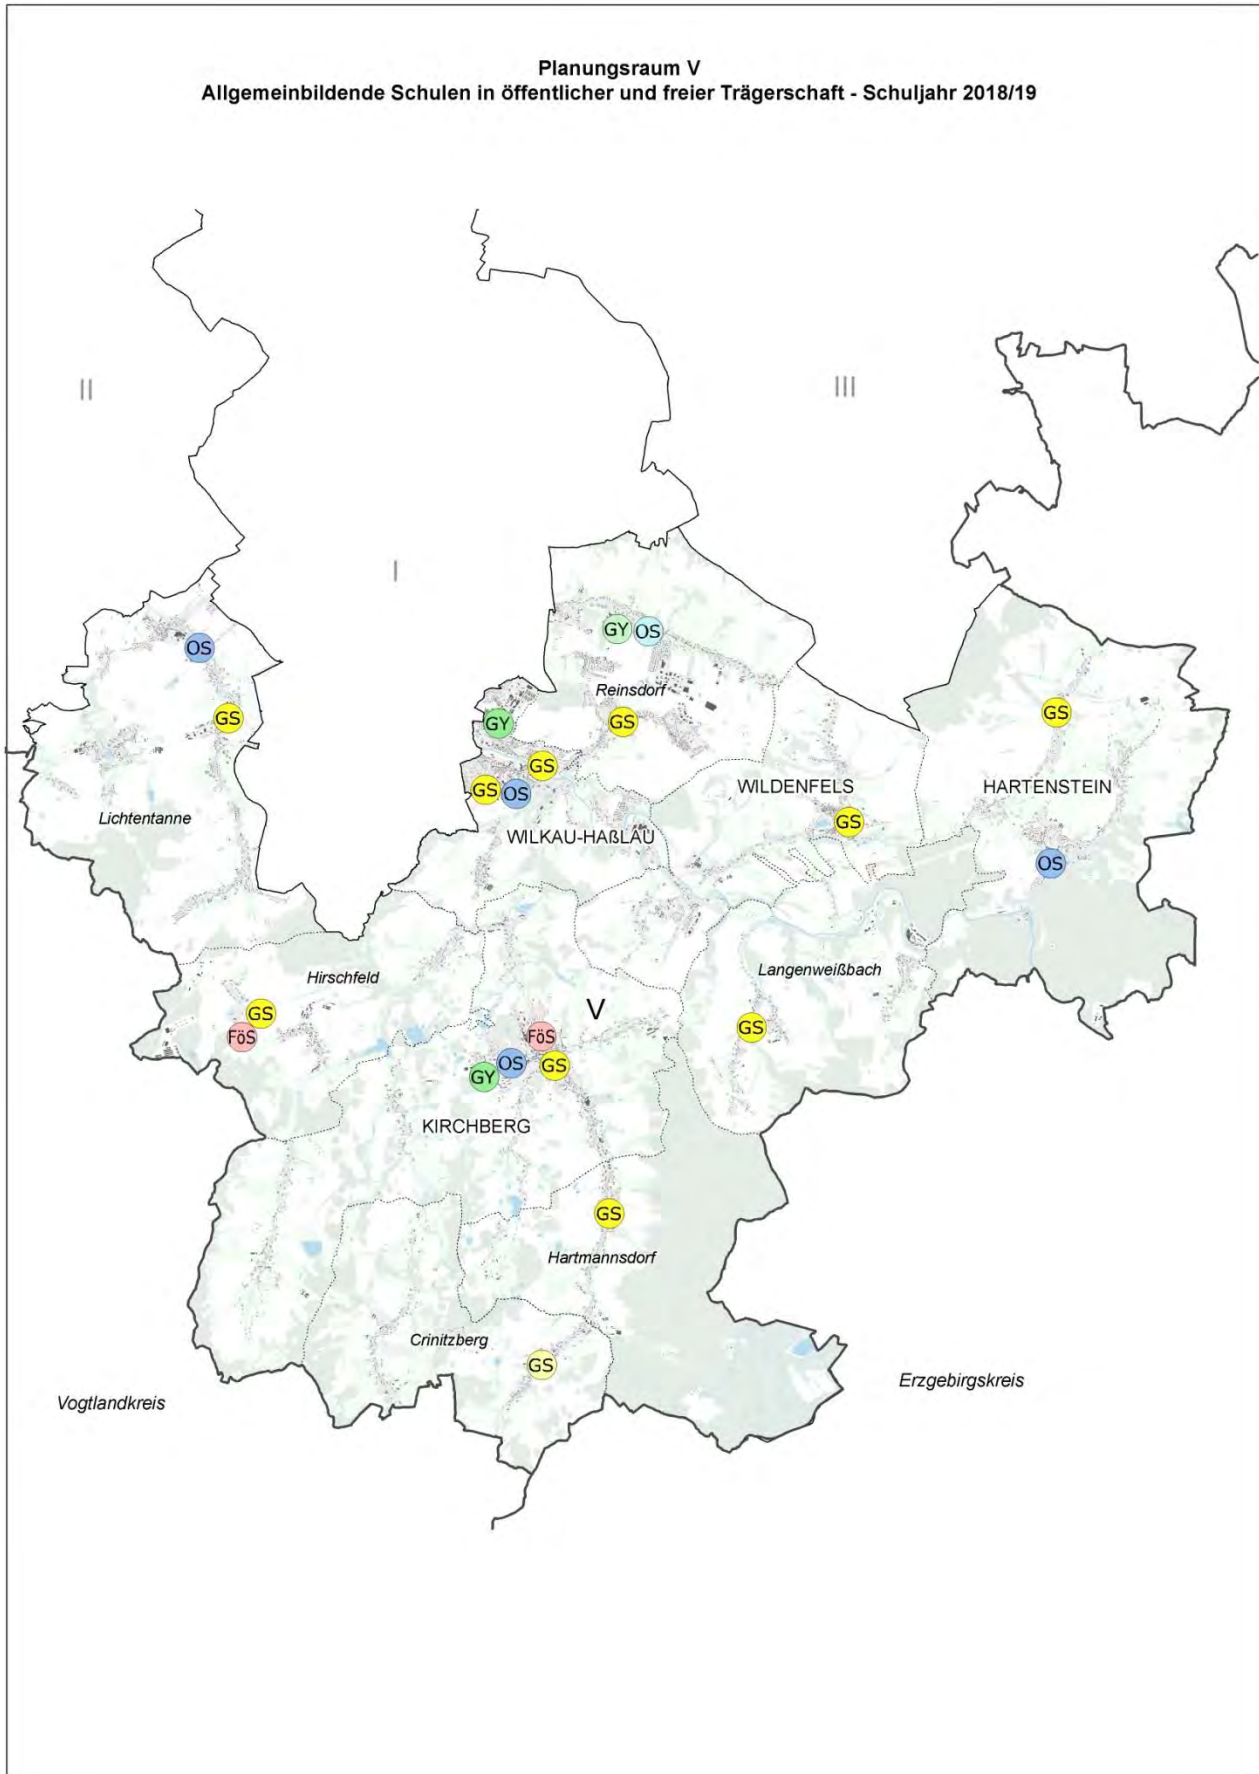 Planungsraum V
Allgemeinbildende Schulen in öffentlicher und freier Trägerschaft - Schuljahr 2018/19
II
III
I
GY OS
OS
Reinsdorf
GS
GS
GY
GS
GS
GS OS
WILDENFELS
HARTENSTEIN
Lichtentanne
GS
WILKAU-HAßLAU
OS
Hirschfeld
Langenweißbach
GS
V
FöS
FöS
GS
OS
GS
GY
KIRCHBERG
GS
Hartmannsdorf
Crinitzberg
GS
Erzgebirgskreis
Vogtlandkreis